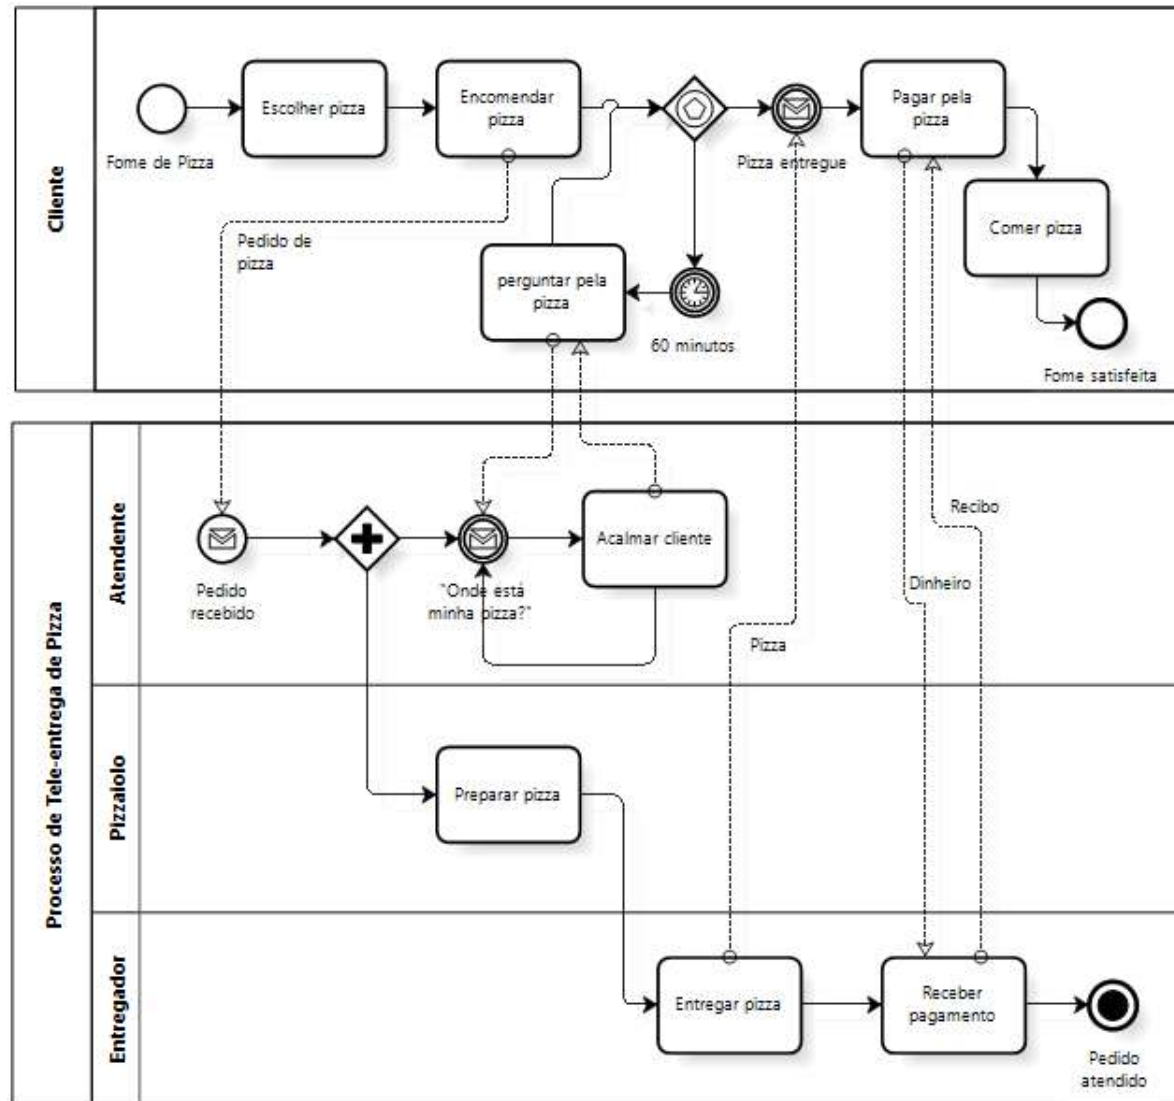 Cliente
Fome de Pizza
Escolher pizza
Encomendar
pizza
Pizza entregue
Pagar pela
pizza
Comer pizza
Fome satisfeita
Pedido de
pizza
perguntar pela
pizza
60 minutos
Processo de Tele-entrega de Pizza
Atendente
Pedido
recebido
"Onde está
minha pizza?"
Acalmar cliente
Pizza
Dinheiro
Recibo
Pizzaiolo
Preparar pizza
Entregador
Entregar pizza
Receber
pagamento
Pedido
atendido